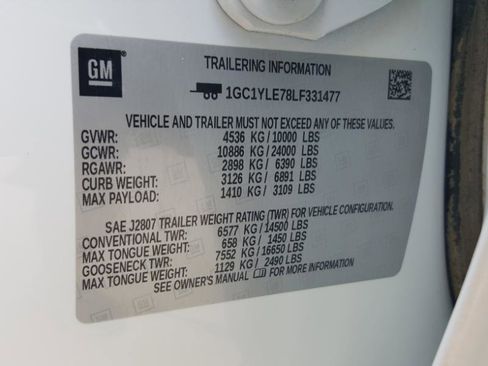 GM
TRAILERING INFORMATION
1GC1YLE78LF331477
VEHICLE AND TRAILER MUST NOT EXCEED ANY OF THESE VALUES.
GVWR: 4536 KG/10000 LBS
GCWR: 10886 KG/24000 LBS
RGAWR: 2898 KG/ 6390 LBS
CURB WEIGHT: 3126 KG/ 6891 LBS
MAX PAYLOAD: 1410 KG/ 3109 LBS
SAE J2807 TRAILER WEIGHT RATING (TWR) FOR VEHICLE CONFIGURATION.
CONVENTIONAL TWR: 6577 KG/14500 LBS
MAX TONGUE WEIGHT: 658 KG/ 1450 LBS
GOOSENECK TWR: 7552 KG/16650 LBS
MAX TONGUE WEIGHT: 1129 KG/ 2490 LBS
SEE OWNER'S MANUAL FOR MORE INFORMATION